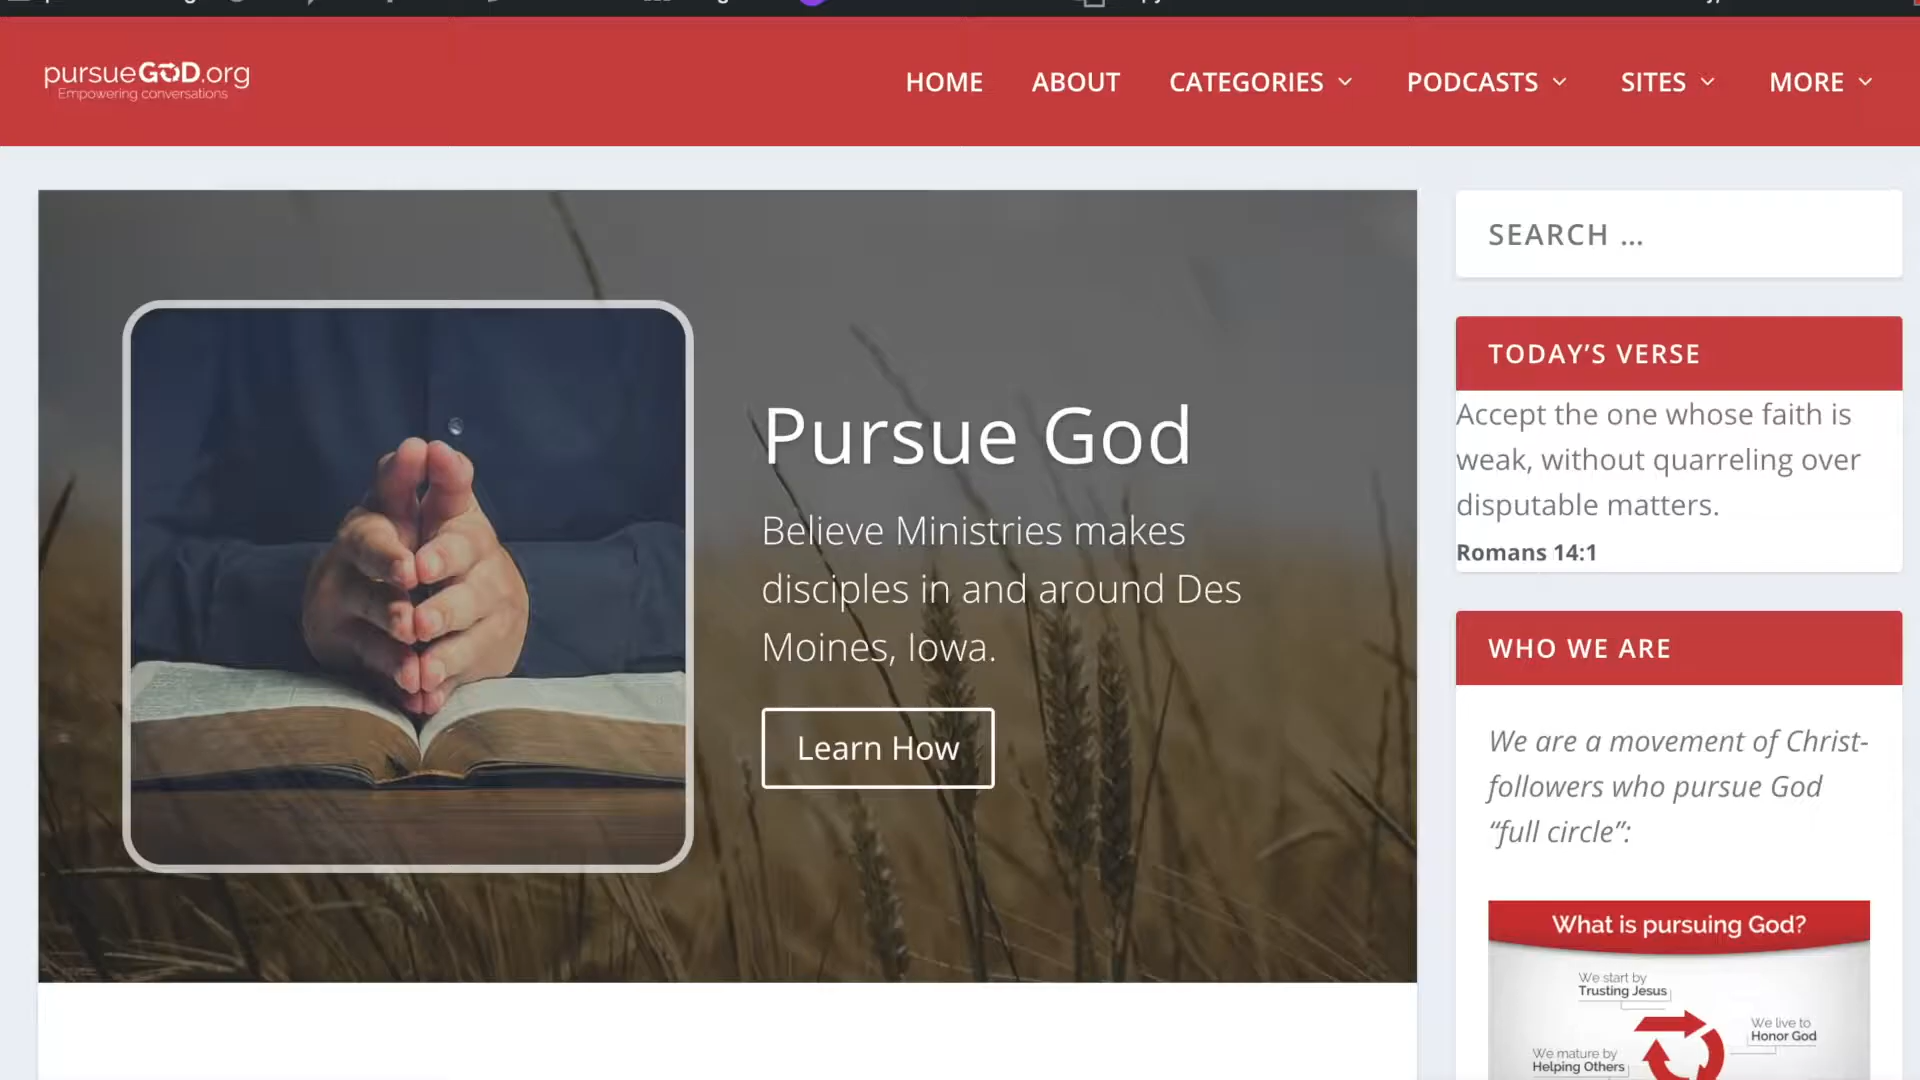 pursueGOD.org
Empowering conversations
HOME ABOUT CATEGORIES PODCASTS SITES MORE
SEARCH …
TODAY’S VERSE
Accept the one whose faith is
weak, without quarreling over
disputable matters.
Romans 14:1
Pursue God
Believe Ministries makes
disciples in and around Des
Moines, Iowa.
Learn How
WHO WE ARE
We are a movement of Christ-
followers who pursue God
“full circle”:
What is pursuing God?
We start by
Trusting Jesus
We live to
Honor God
We mature by
Helping Others